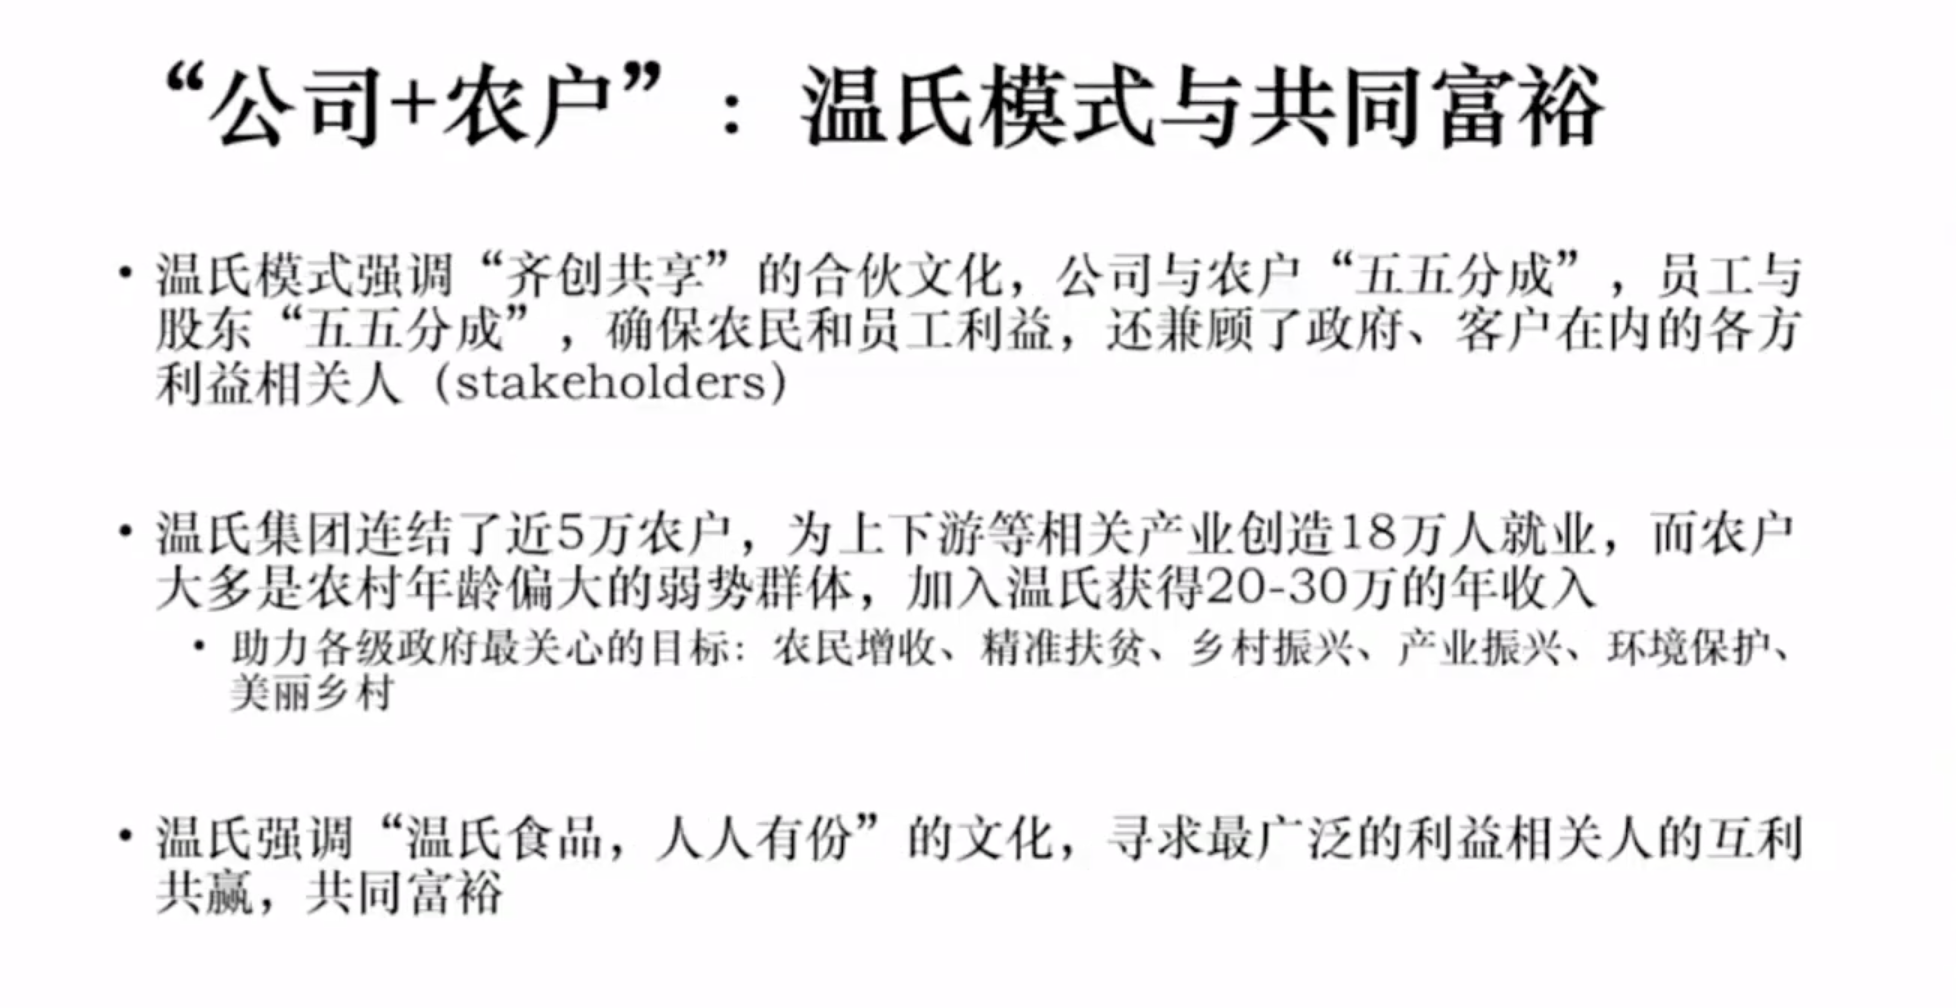 “公司+农户”：温氏模式与共同富裕
• 温氏模式强调“齐创共享”的合伙文化，公司与农户“五五分成”，员工与
股东“五五分成”，确保农民和员工利益，还兼顾了政府、客户在内的各方
利益相关人（stakeholders）
• 温氏集团连结了近5万农户，为上下游等相关产业创造18万人就业，而农户
大多是农村年龄偏大的弱势群体，加入温氏获得20-30万的年收入
• 助力各级政府最关心的目标：农民增收、精准扶贫、乡村振兴、产业振兴、环境保护、
美丽乡村
• 温氏强调“温氏食品，人人有份”的文化，寻求最广泛的利益相关人的互利
共赢，共同富裕